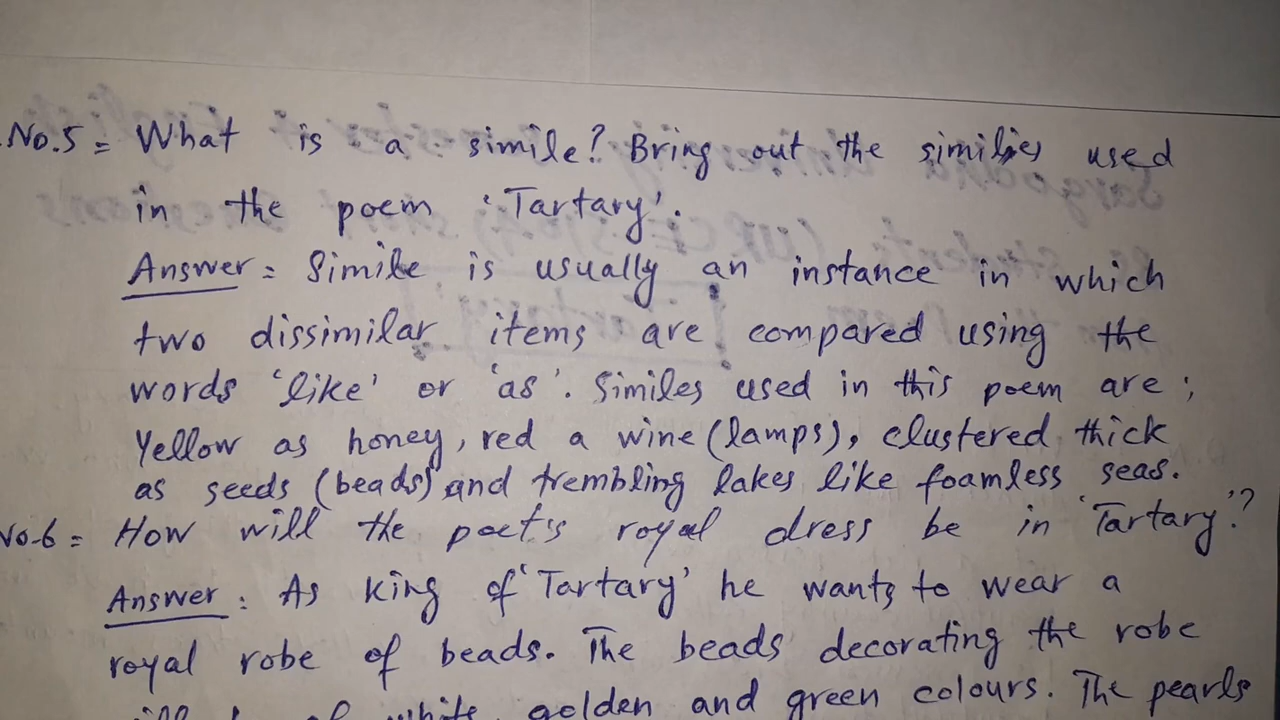 No.5 = What is a simile? Bring out the similies used
in the poem 'Tartary'.
Answer = Simile is usually an instance in which
two dissimilar items are compared using the
words 'like' or 'as'. Similes used in this poem are;
Yellow as honey, red a wine (lamps), clustered thick
as seeds (beads) and trembling lakes like foamless seas.
No-6 = How will the poet's royal dress be in 'Tartary'?
Answer: As King of 'Tartary' he wants to wear a
royal robe of beads. The beads decorating the robe
white, golden and green colours. The pearls